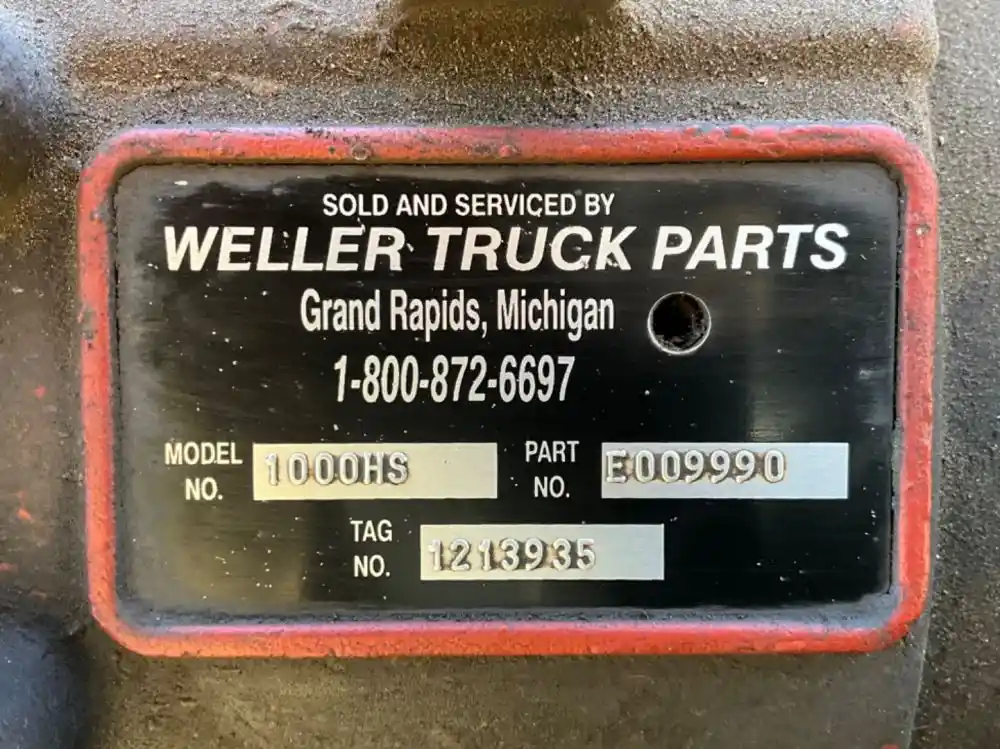 SOLD AND SERVICED BY
WELLER TRUCK PARTS
Grand Rapids, Michigan
1-800-872-6697
MODEL NO. 1000HS PART NO. E009990
TAG NO. 1213935